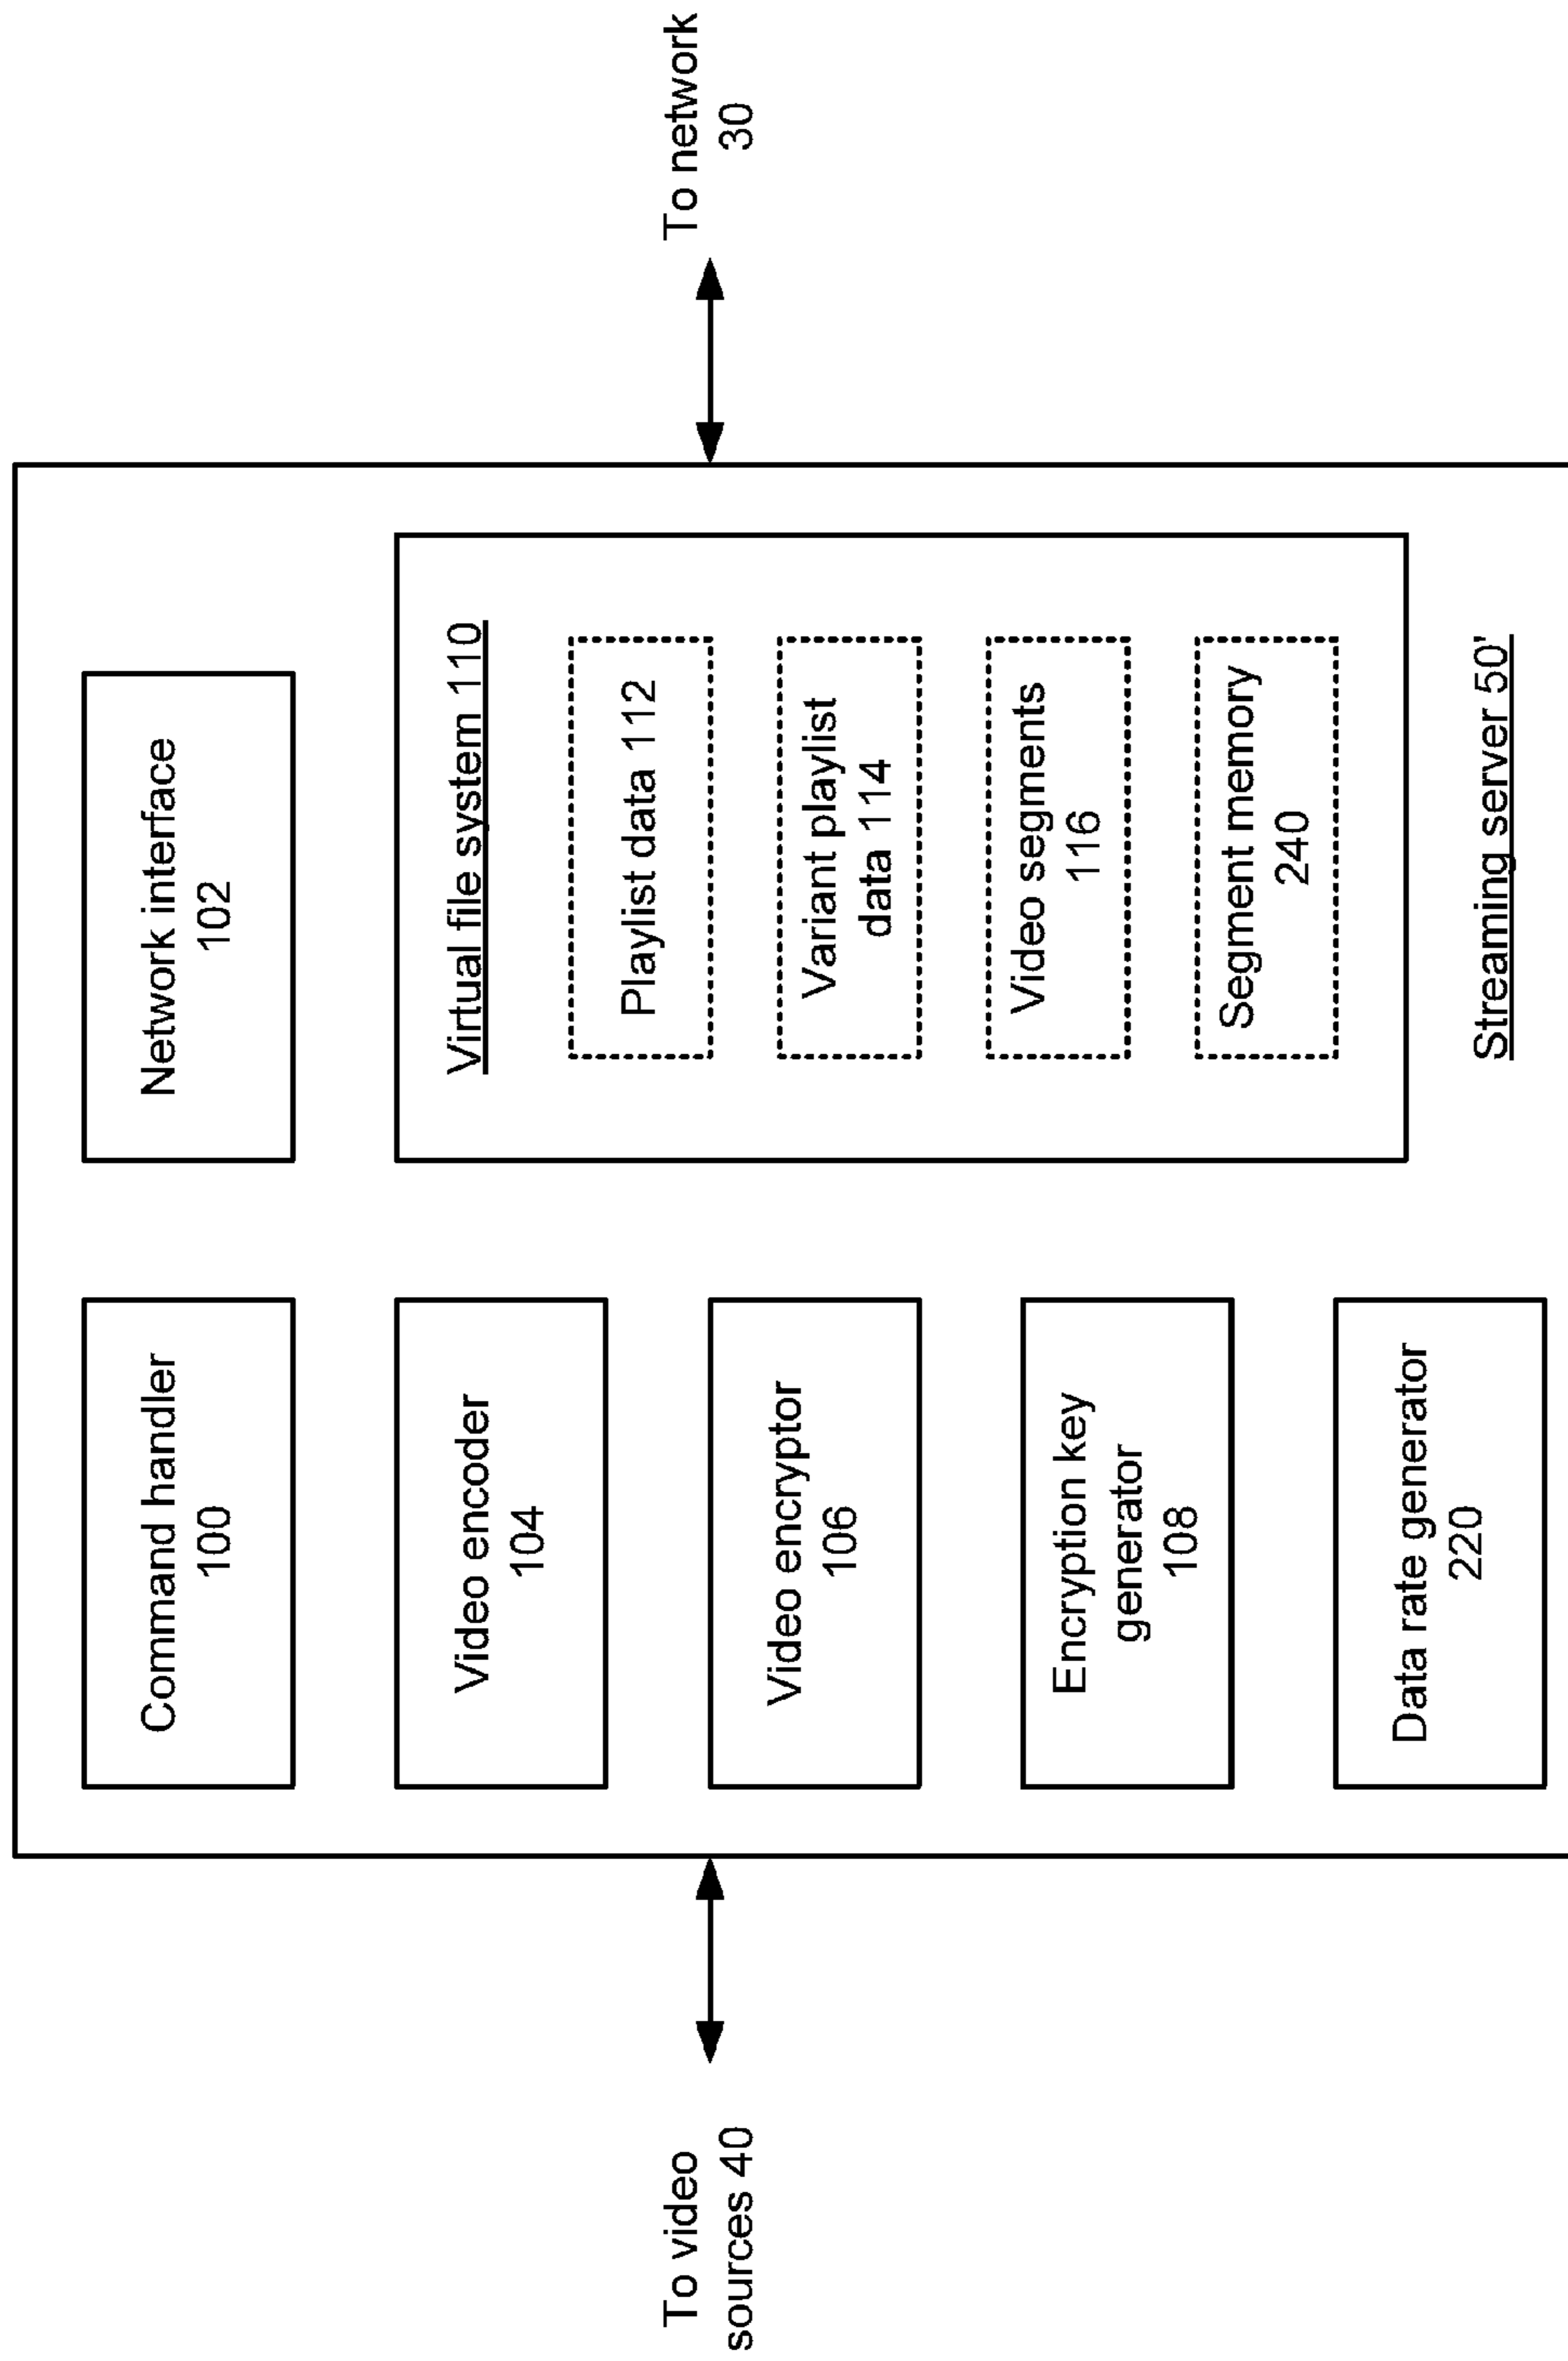 Command handler
100
Network interface
102
Video encoder
104
Virtual file system 110
Playlist data 112
Variant playlist
data 114
Video segments
116
Segment memory
240
Video encryptor
106
Encryption key
generator
108
Data rate generator
220
Streaming server 50'
To video
sources 40
To network
30